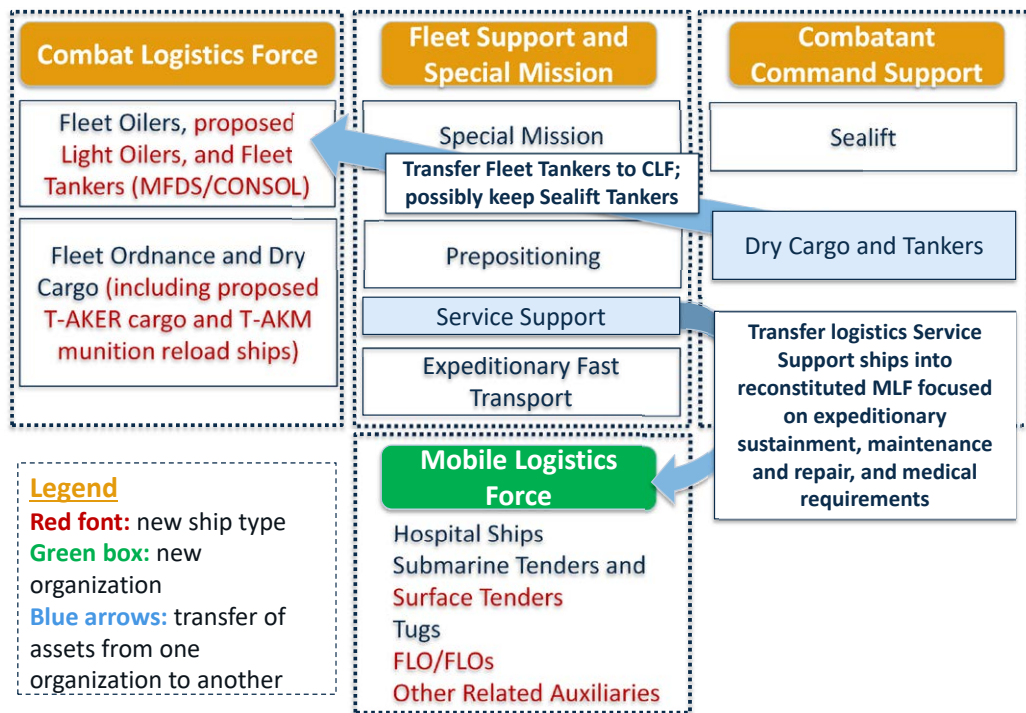 Combat Logistics Force
Fleet Oilers, proposed
Light Oilers, and Fleet
Tankers (MFDS/CONSOL)
Fleet Ordnance and Dry
Cargo (including proposed
T-AKER cargo and T-AKM
munition reload ships)
Fleet Support and
Special Mission
Special Mission
Prepositioning
Service Support
Expeditionary Fast
Transport
Combatant
Command Support
Sealift
Dry Cargo and Tankers
Transfer Fleet Tankers to CLF;
possibly keep Sealift Tankers
Transfer logistics Service
Support ships into
reconstituted MLF focused
on expeditionary
sustainment, maintenance
and repair, and medical
requirements
Mobile Logistics
Force
Hospital Ships
Submarine Tenders and
Surface Tenders
Tugs
FLO/FLOs
Other Related Auxiliaries
Legend
Red font: new ship type
Green box: new
organization
Blue arrows: transfer of
assets from one
organization to another